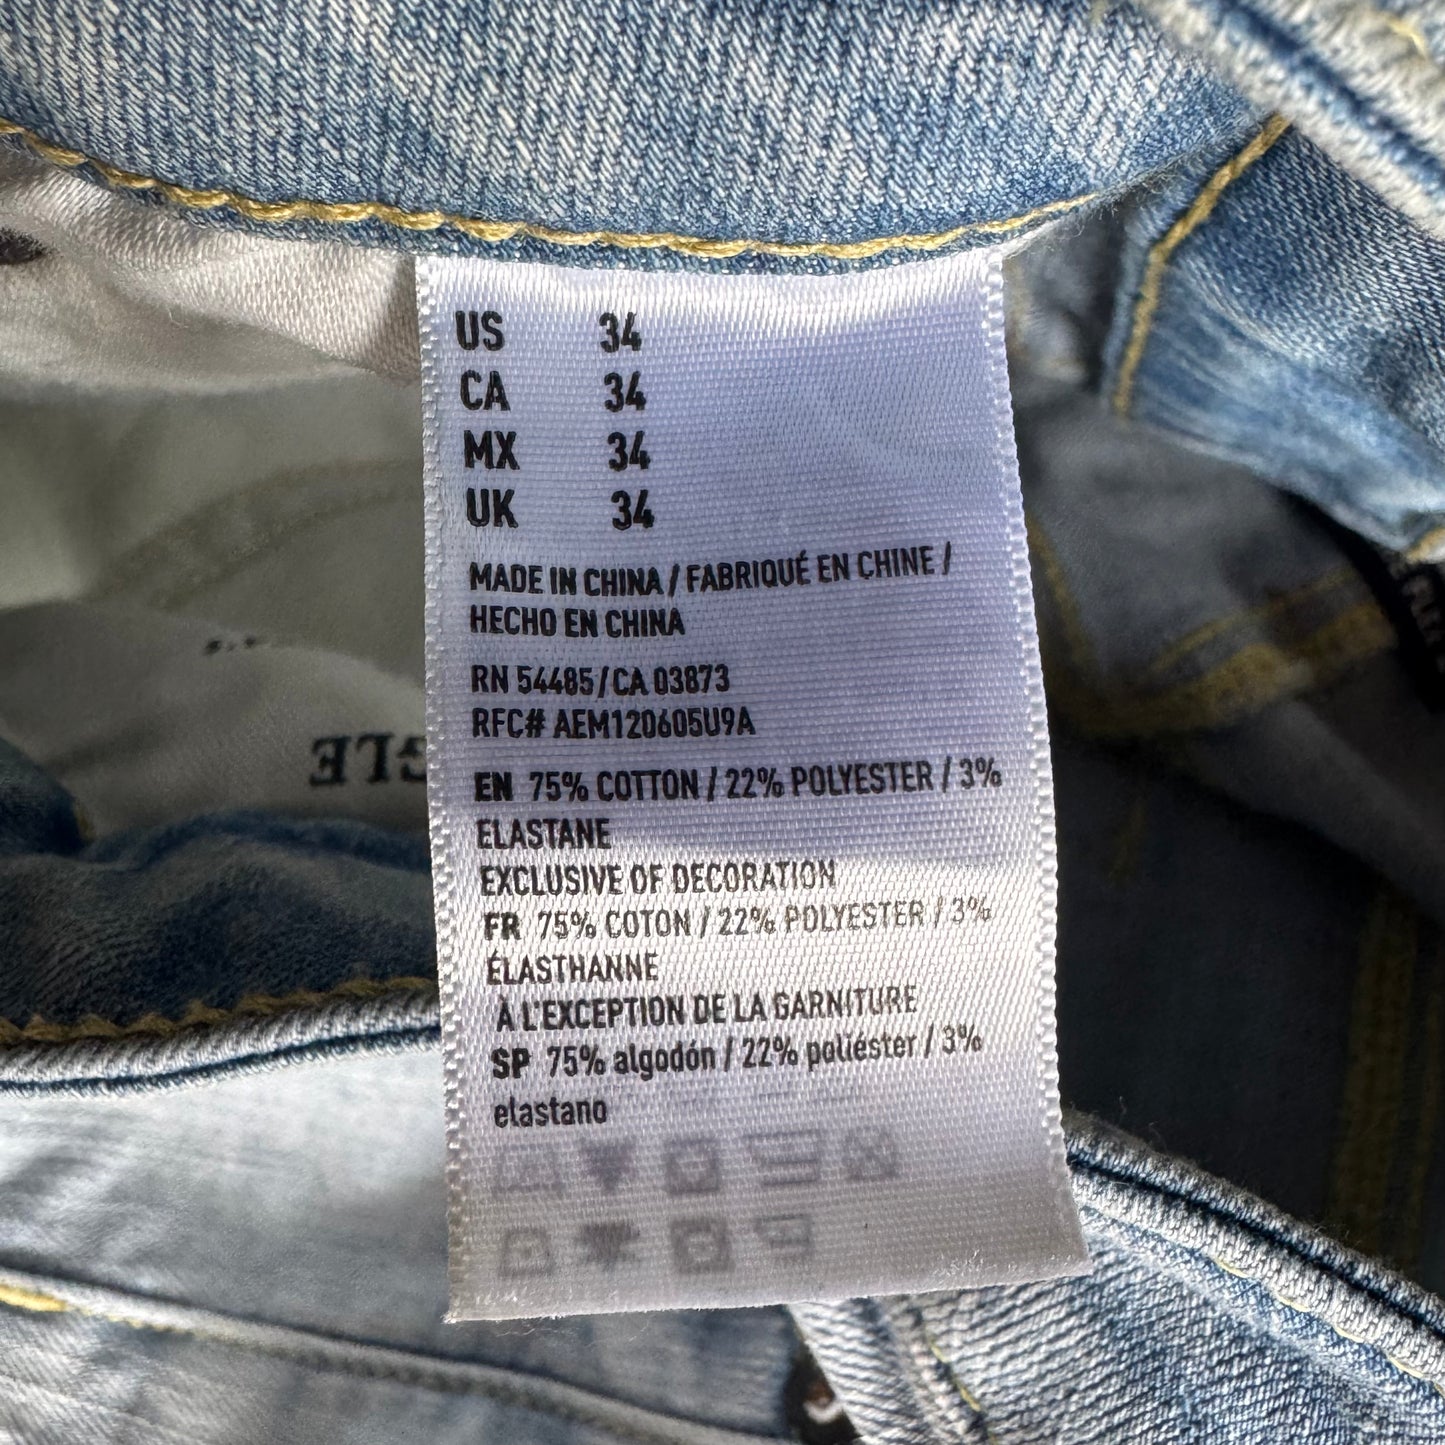 US 34
CA 34
MX 34
UK 34
MADE IN CHINA / FABRIQUÉ EN CHINE /
HECHO EN CHINA
RN 54485/CA 03873
RFC# AEM120605U9A
EN 75% COTTON / 22% POLYESTER / 3%
ELASTANE
EXCLUSIVE OF DECORATION
FR 75% COTON / 22% POLYESTER / 3%
ÉLASTHANNE
À L'EXCEPTION DE LA GARNITURE
SP 75% algodón / 22% poliéster / 3%
elastano
GLE
FLEX